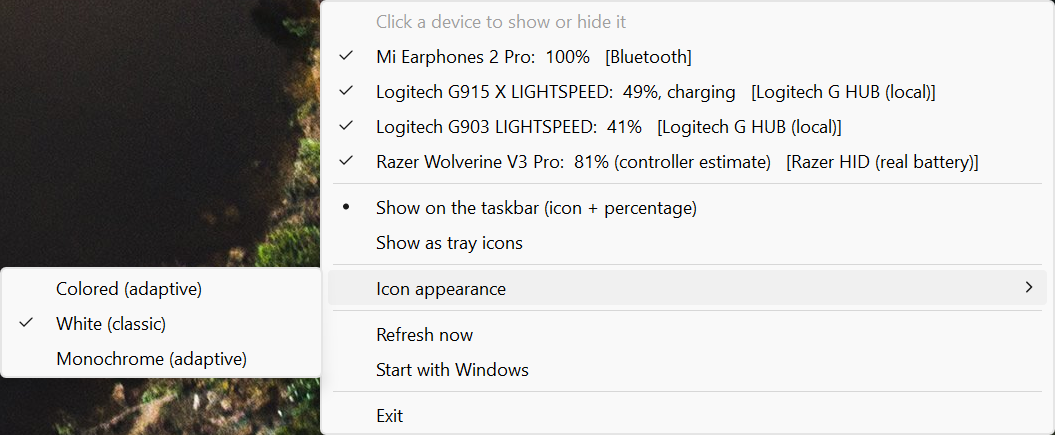 Click a device to show or hide it
Mi Earphones 2 Pro:  100%   [Bluetooth]
Logitech G915 X LIGHTSPEED:  49%, charging   [Logitech G HUB (local)]
Logitech G903 LIGHTSPEED:  41%   [Logitech G HUB (local)]
Razer Wolverine V3 Pro:  81% (controller estimate)   [Razer HID (real battery)]
Show on the taskbar (icon + percentage)
Show as tray icons
Icon appearance
Colored (adaptive)
White (classic)
Monochrome (adaptive)
Refresh now
Start with Windows
Exit